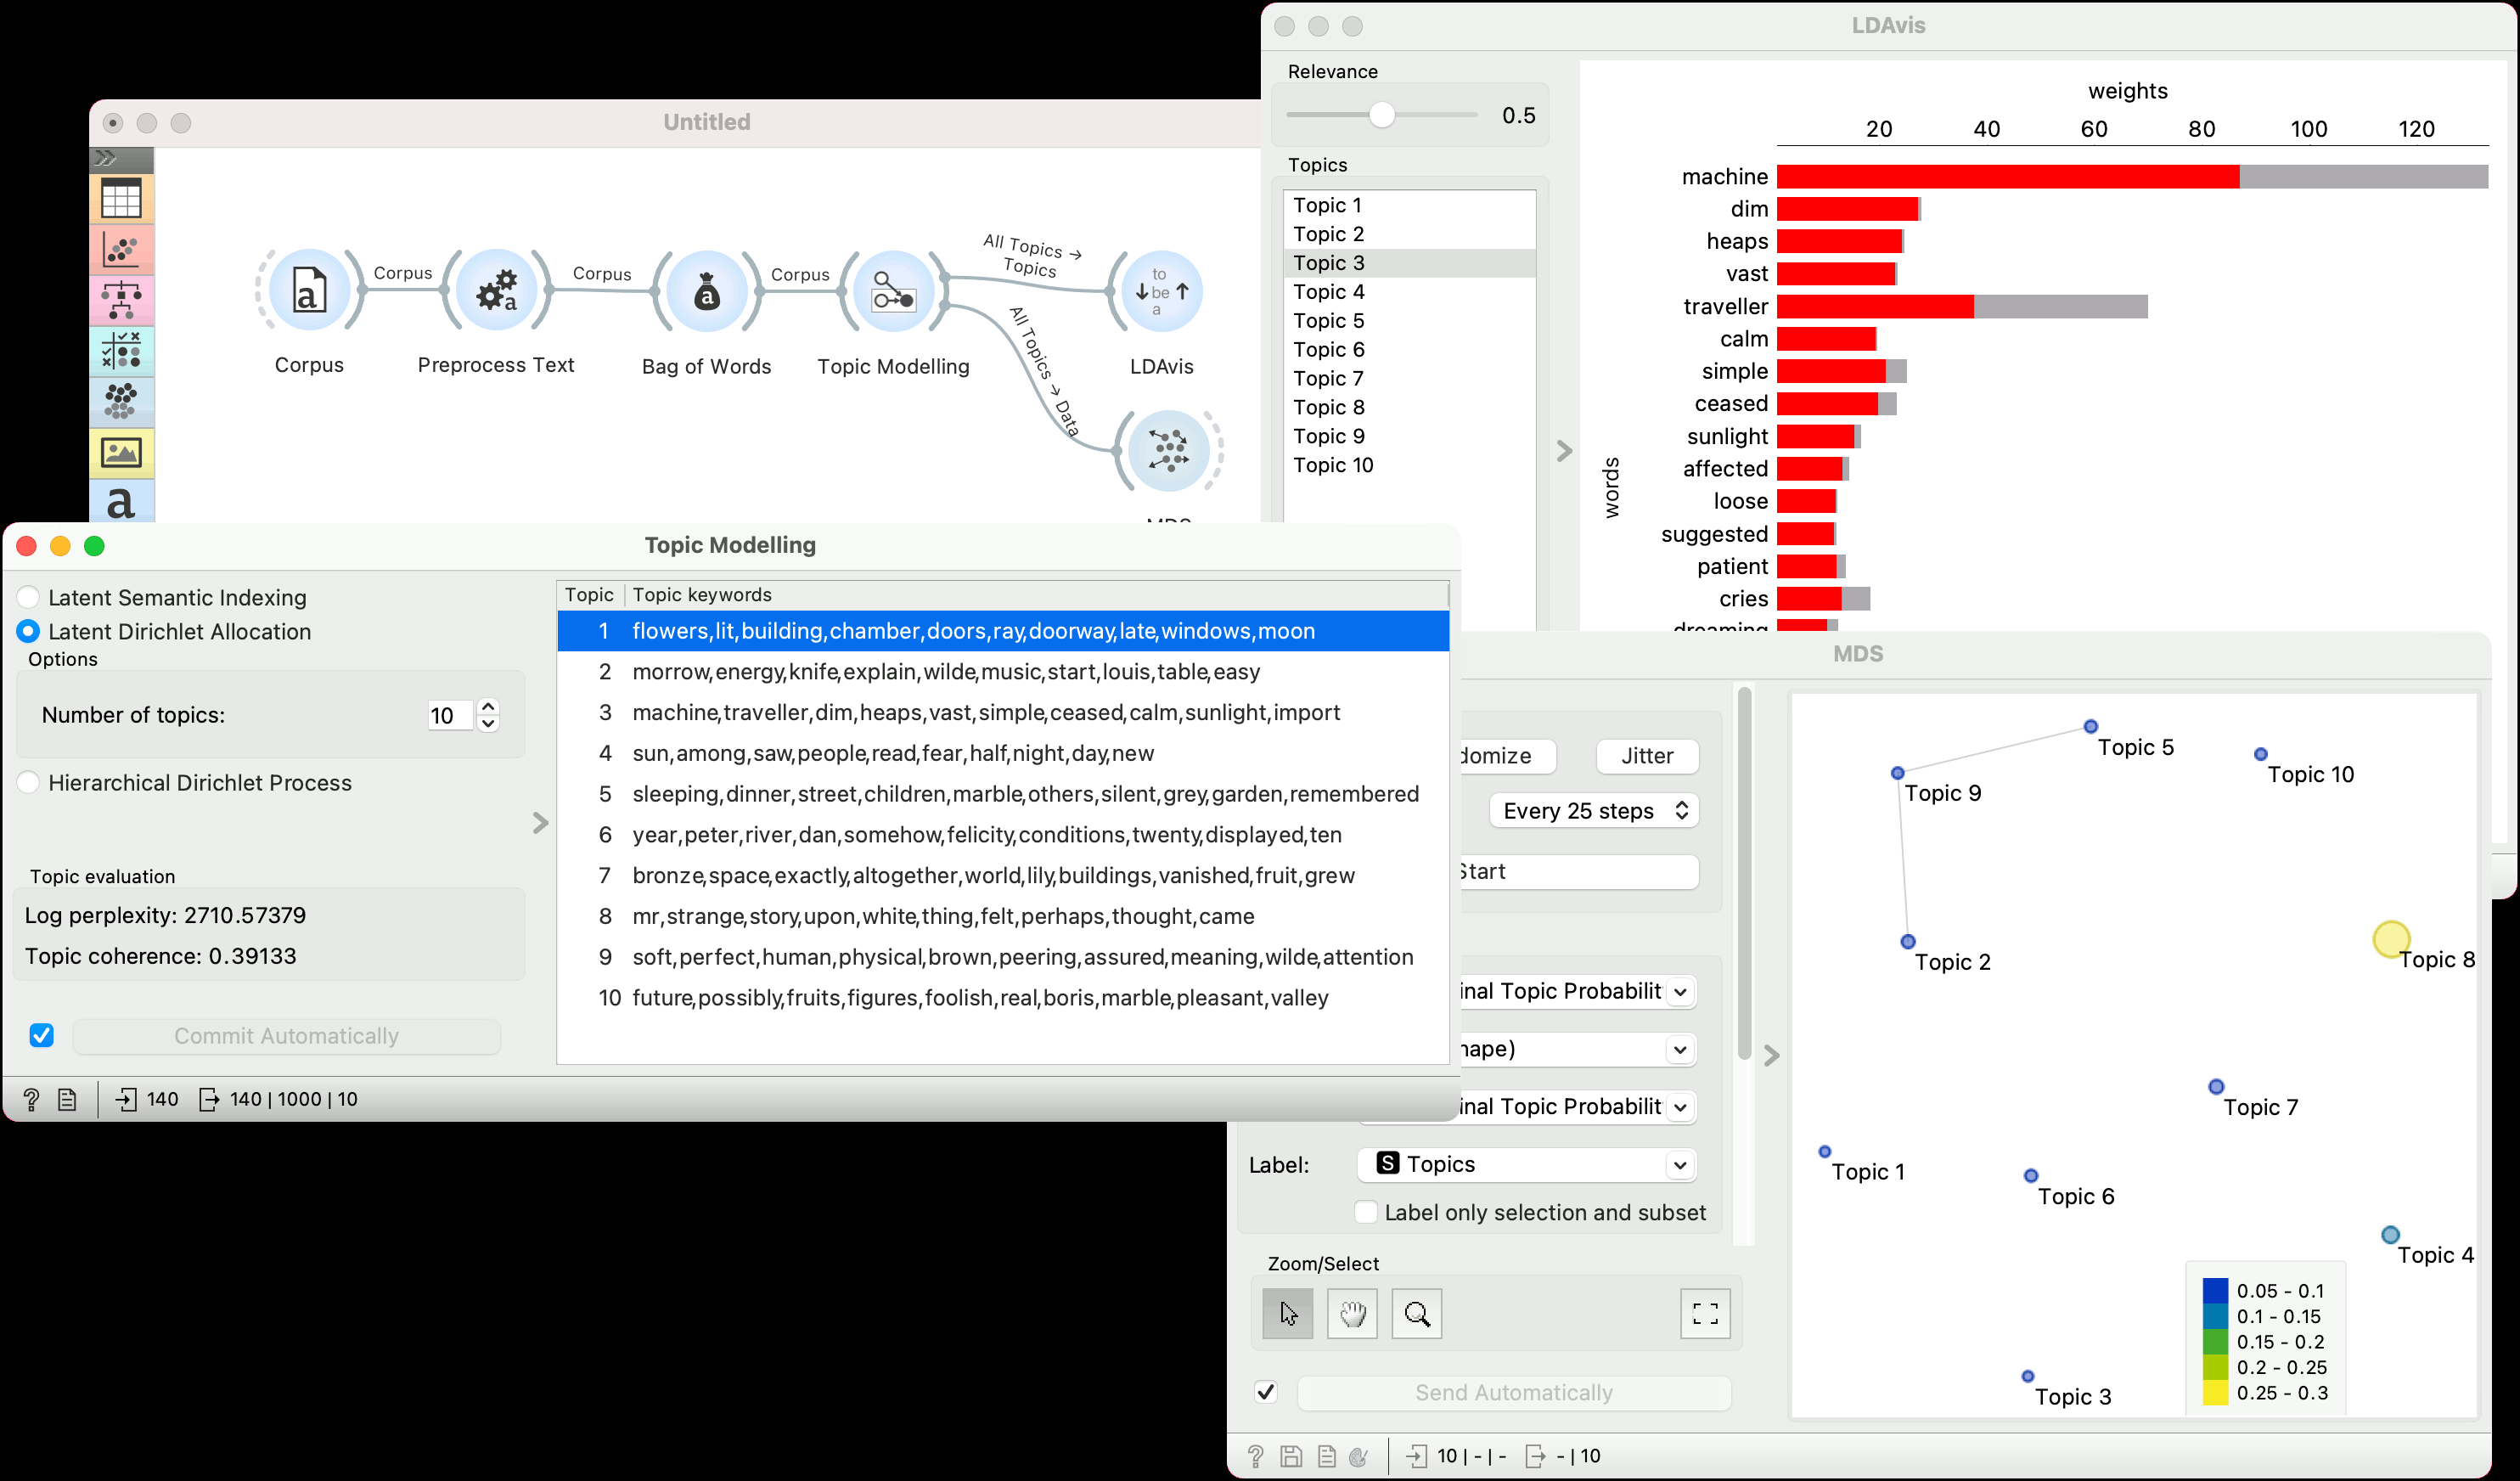 Untitled
Corpus
Corpus
Corpus
All Topics → Topics
All Topics → Data
to
be
a
a
a
a
a
Corpus
Preprocess Text
Bag of Words
Topic Modelling
LDAvis
LDAvis
Relevance
0.5
Topics
Topic 1
Topic 2
Topic 3
Topic 4
Topic 5
Topic 6
Topic 7
Topic 8
Topic 9
Topic 10
weights
20 40 60 80 100 120
words
machine
dim
heaps
vast
traveller
calm
simple
ceased
sunlight
affected
loose
suggested
patient
cries
Topic Modelling
Latent Semantic Indexing
Latent Dirichlet Allocation
Options
Number of topics: 10
Hierarchical Dirichlet Process
Topic evaluation
Log perplexity: 2710.57379
Topic coherence: 0.39133
Commit Automatically
? 140 140 | 1000 | 10
Topic Topic keywords
1 flowers,lit,building,chamber,doors,ray,doorway,late,windows,moon
2 morrow,energy,knife,explain,wilde,music,start,louis,table,easy
3 machine,traveller,dim,heaps,vast,simple,ceased,calm,sunlight,import
4 sun,among,saw,people,read,fear,half,night,day,new
5 sleeping,dinner,street,children,marble,others,silent,grey,garden,remembered
6 year,peter,river,dan,somehow,felicity,conditions,twenty,displayed,ten
7 bronze,space,exactly,altogether,world,lily,buildings,vanished,fruit,grew
8 mr,strange,story,upon,white,thing,felt,perhaps,thought,came
9 soft,perfect,human,physical,brown,peering,assured,meaning,wilde,attention
10 future,possibly,fruits,figures,foolish,real,boris,marble,pleasant,valley
MDS
domize
Jitter
Every 25 steps
Start
inal Topic Probabilit
hape)
inal Topic Probabilit
Label: S Topics
Label only selection and subset
Zoom/Select
Send Automatically
? 10 | - | - - | 10
Topic 5
Topic 10
Topic 9
Topic 2
Topic 8
Topic 7
Topic 1
Topic 6
Topic 4
Topic 3
0.05 - 0.1
0.1 - 0.15
0.15 - 0.2
0.2 - 0.25
0.25 - 0.3